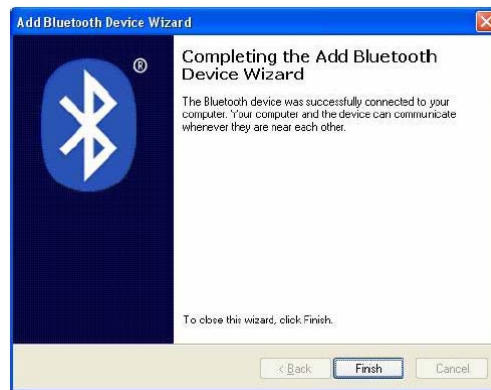 Add Bluetooth Device Wizard
®
Completing the Add Bluetooth
Device Wizard
The Bluetooth device was successfully connected to your
computer. Your computer and the device can communicate
whenever they are near each other.
To close this wizard, click Finish.
< Back Finish Cancel